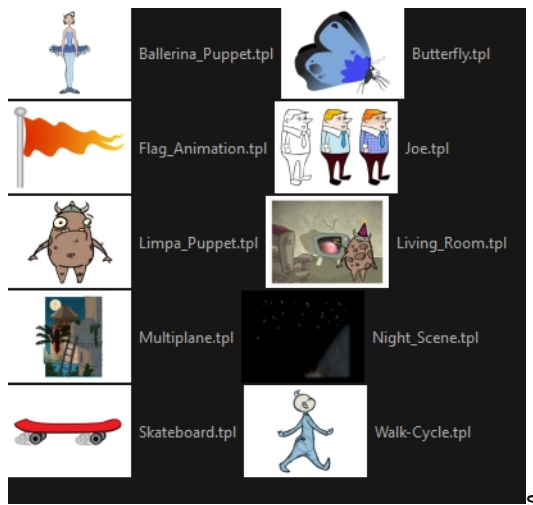 Ballerina_Puppet.tpl Butterfly.tpl
Flag_Animation.tpl Joe.tpl
Limpa_Puppet.tpl Living_Room.tpl
Multiplane.tpl Night_Scene.tpl
Skateboard.tpl Walk-Cycle.tpl